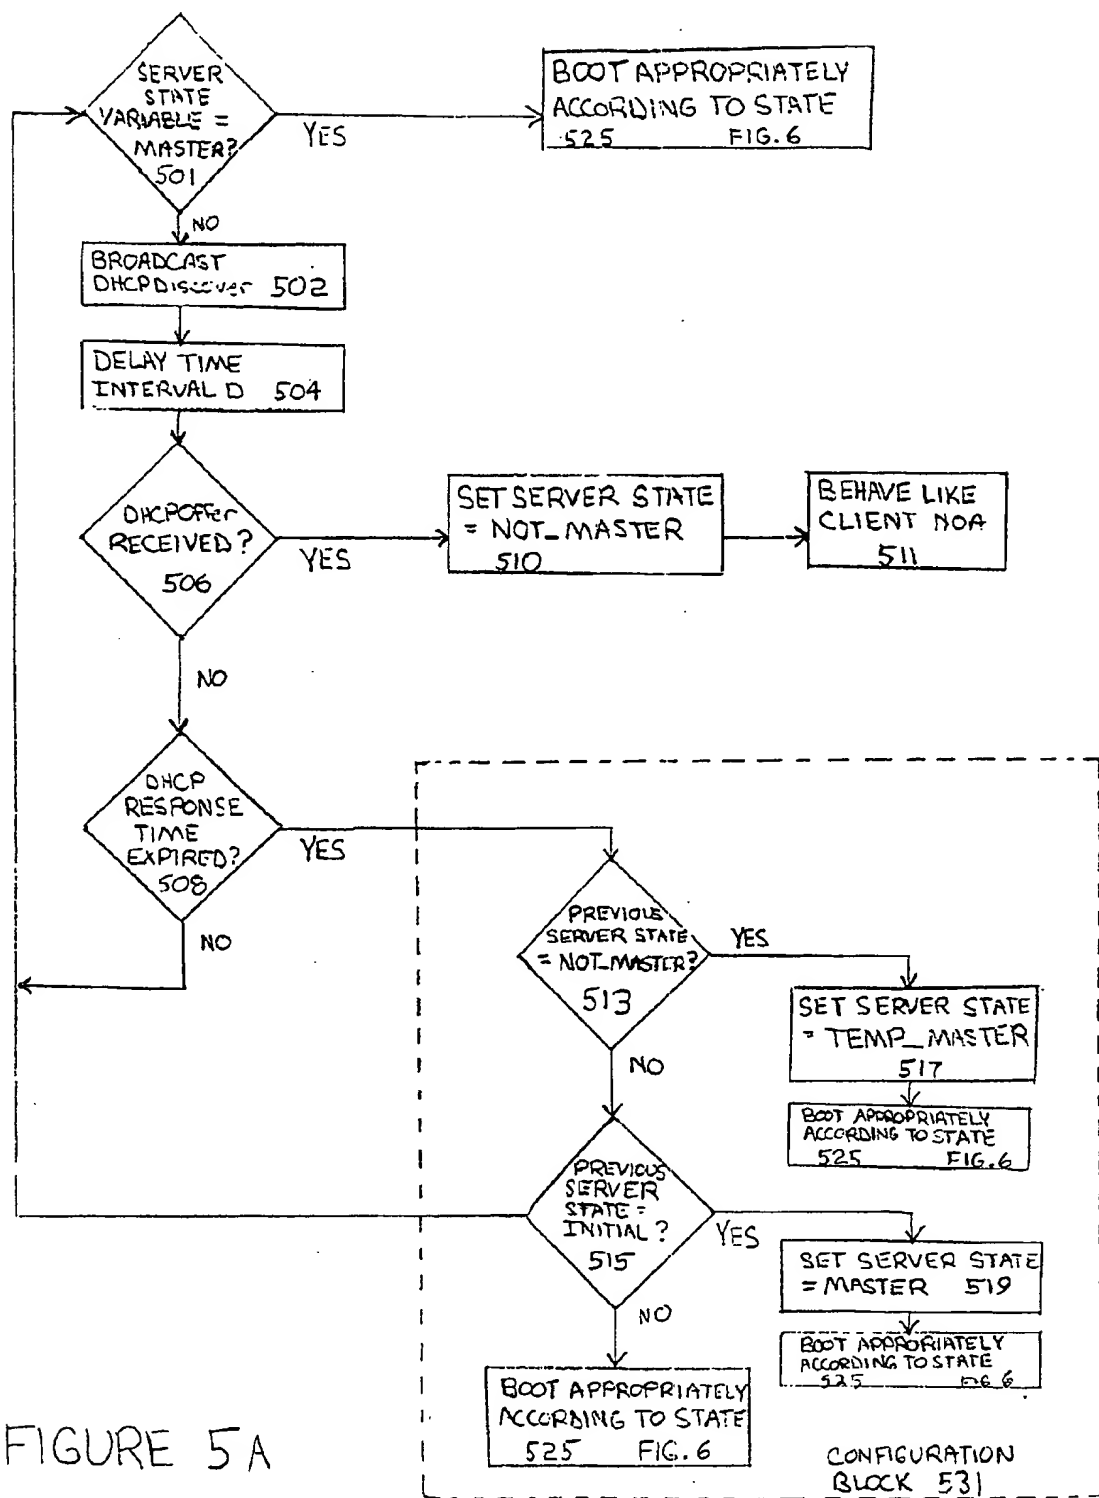 SERVER
STATE
VARIABLE =
MASTER?
501
YES
BOOT APPROPRIATELY
ACCORDING TO STATE
525 FIG. 6
NO
BROADCAST
DHCPDiscover 502
DELAY TIME
INTERVAL D 504
DHCPOffer
RECEIVED?
506
YES
SET SERVER STATE
= NOT_MASTER
510
BEHAVE LIKE
CLIENT NOA
511
NO
DHCP
RESPONSE
TIME
EXPIRED?
508
YES
NO
PREVIOUS
SERVER STATE
= NOT_MASTER?
513
YES
SET SERVER STATE
= TEMP_MASTER
517
BOOT APPROPRIATELY
ACCORDING TO STATE
525 FIG. 6
NO
PREVIOUS
SERVER
STATE =
INITIAL?
515
YES
SET SERVER STATE
= MASTER 519
BOOT APPROPRIATELY
ACCORDING TO STATE
525 FIG 6
NO
BOOT APPROPRIATELY
ACCORDING TO STATE
525 FIG. 6
CONFIGURATION
BLOCK 531
FIGURE 5A